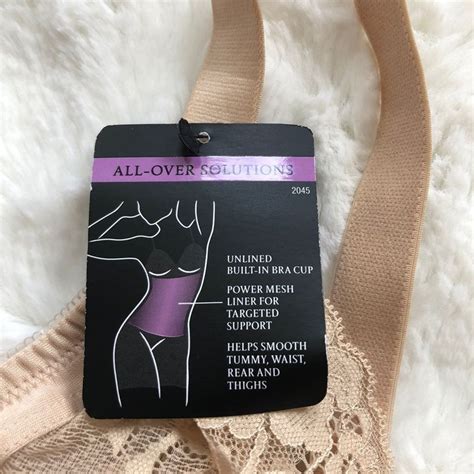 ALL-OVER SOLUTIONS
2045
UNLINED
BUILT-IN BRA CUP
POWER MESH
LINER FOR
TARGETED
SUPPORT
HELPS SMOOTH
TUMMY, WAIST,
REAR AND
THIGHS